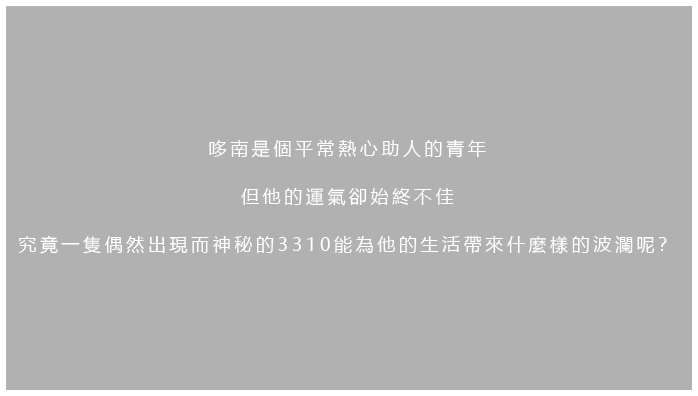 哆南是個平常熱心助人的青年
但他的運氣卻始終不佳
究竟一隻偶然出現而神秘的3310能為他的生活帶來什麼樣的波瀾呢?